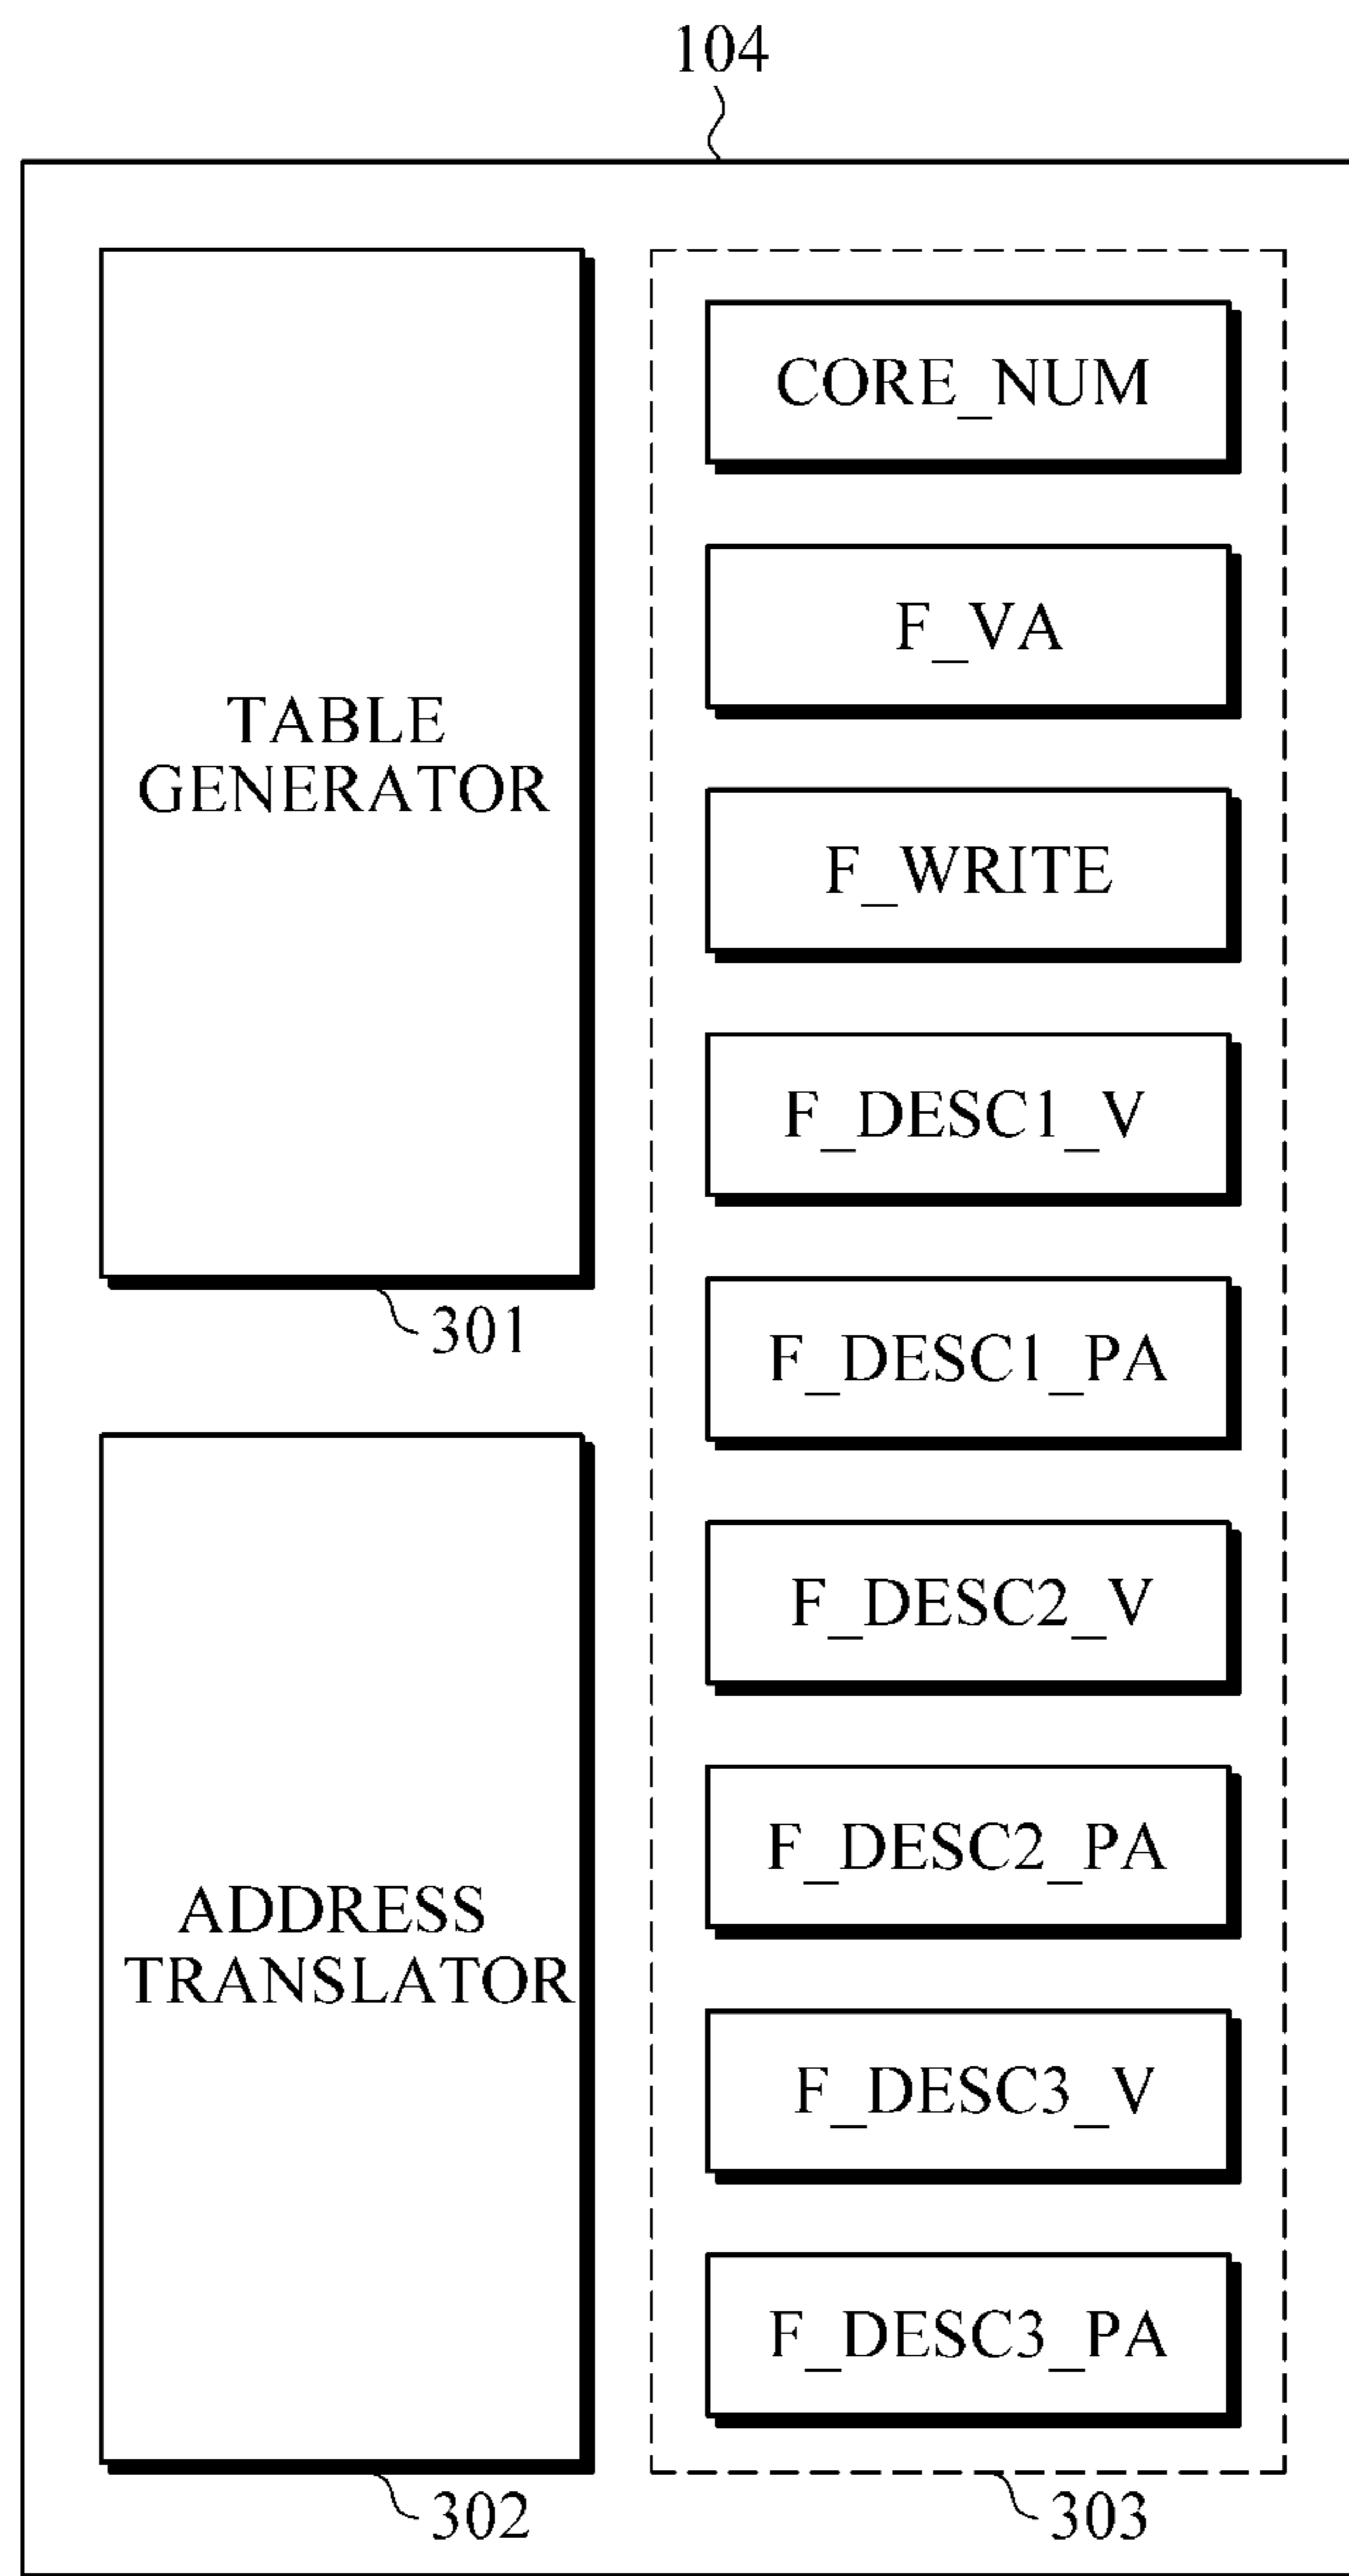 104
TABLE
GENERATOR
301
ADDRESS
TRANSLATOR
302
CORE_NUM
F_VA
F_WRITE
F_DESC1_V
F_DESC1_PA
F_DESC2_V
F_DESC2_PA
F_DESC3_V
F_DESC3_PA
303